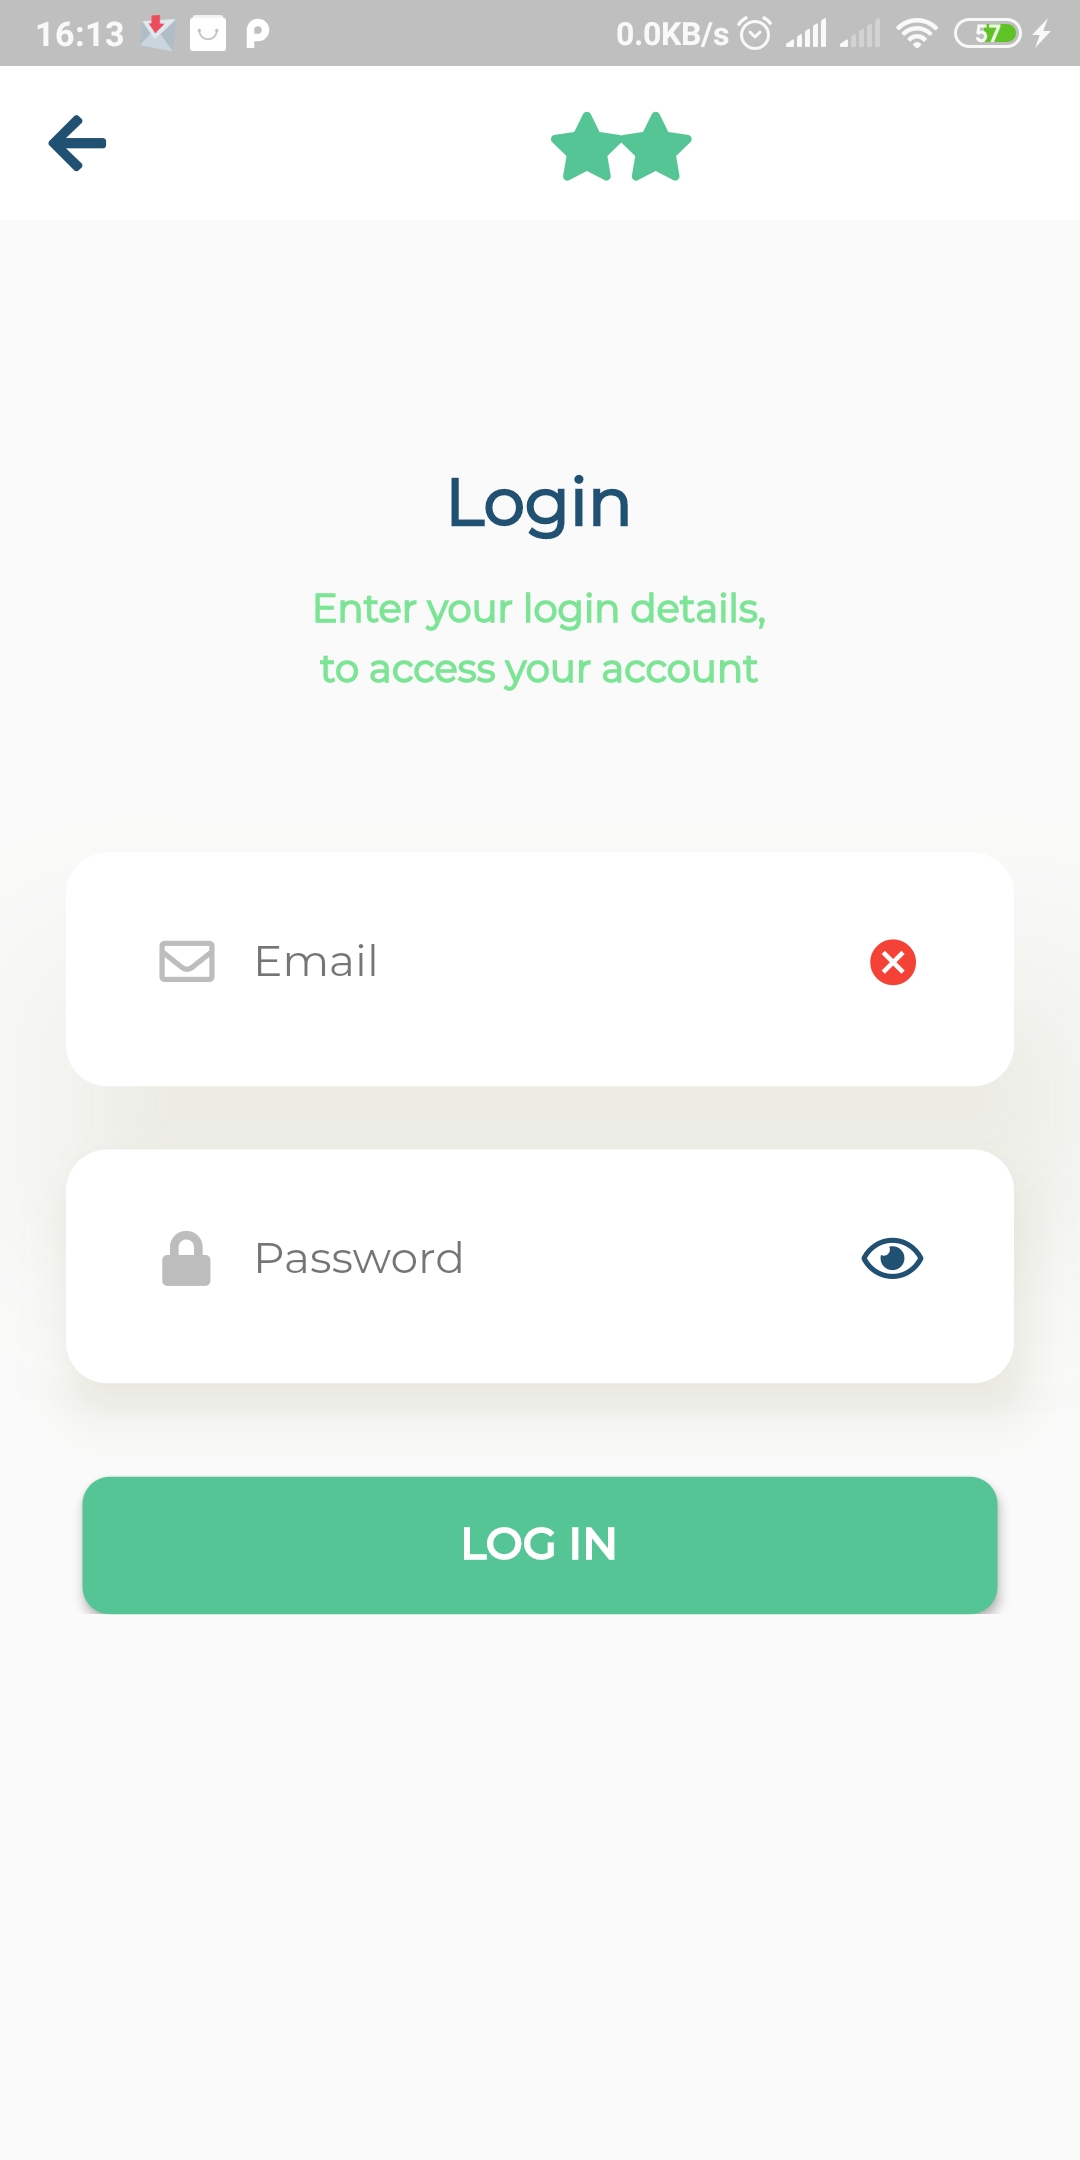 16:13 0.0KB/s 57
Login
Enter your login details,
to access your account
Email
Password
LOG IN